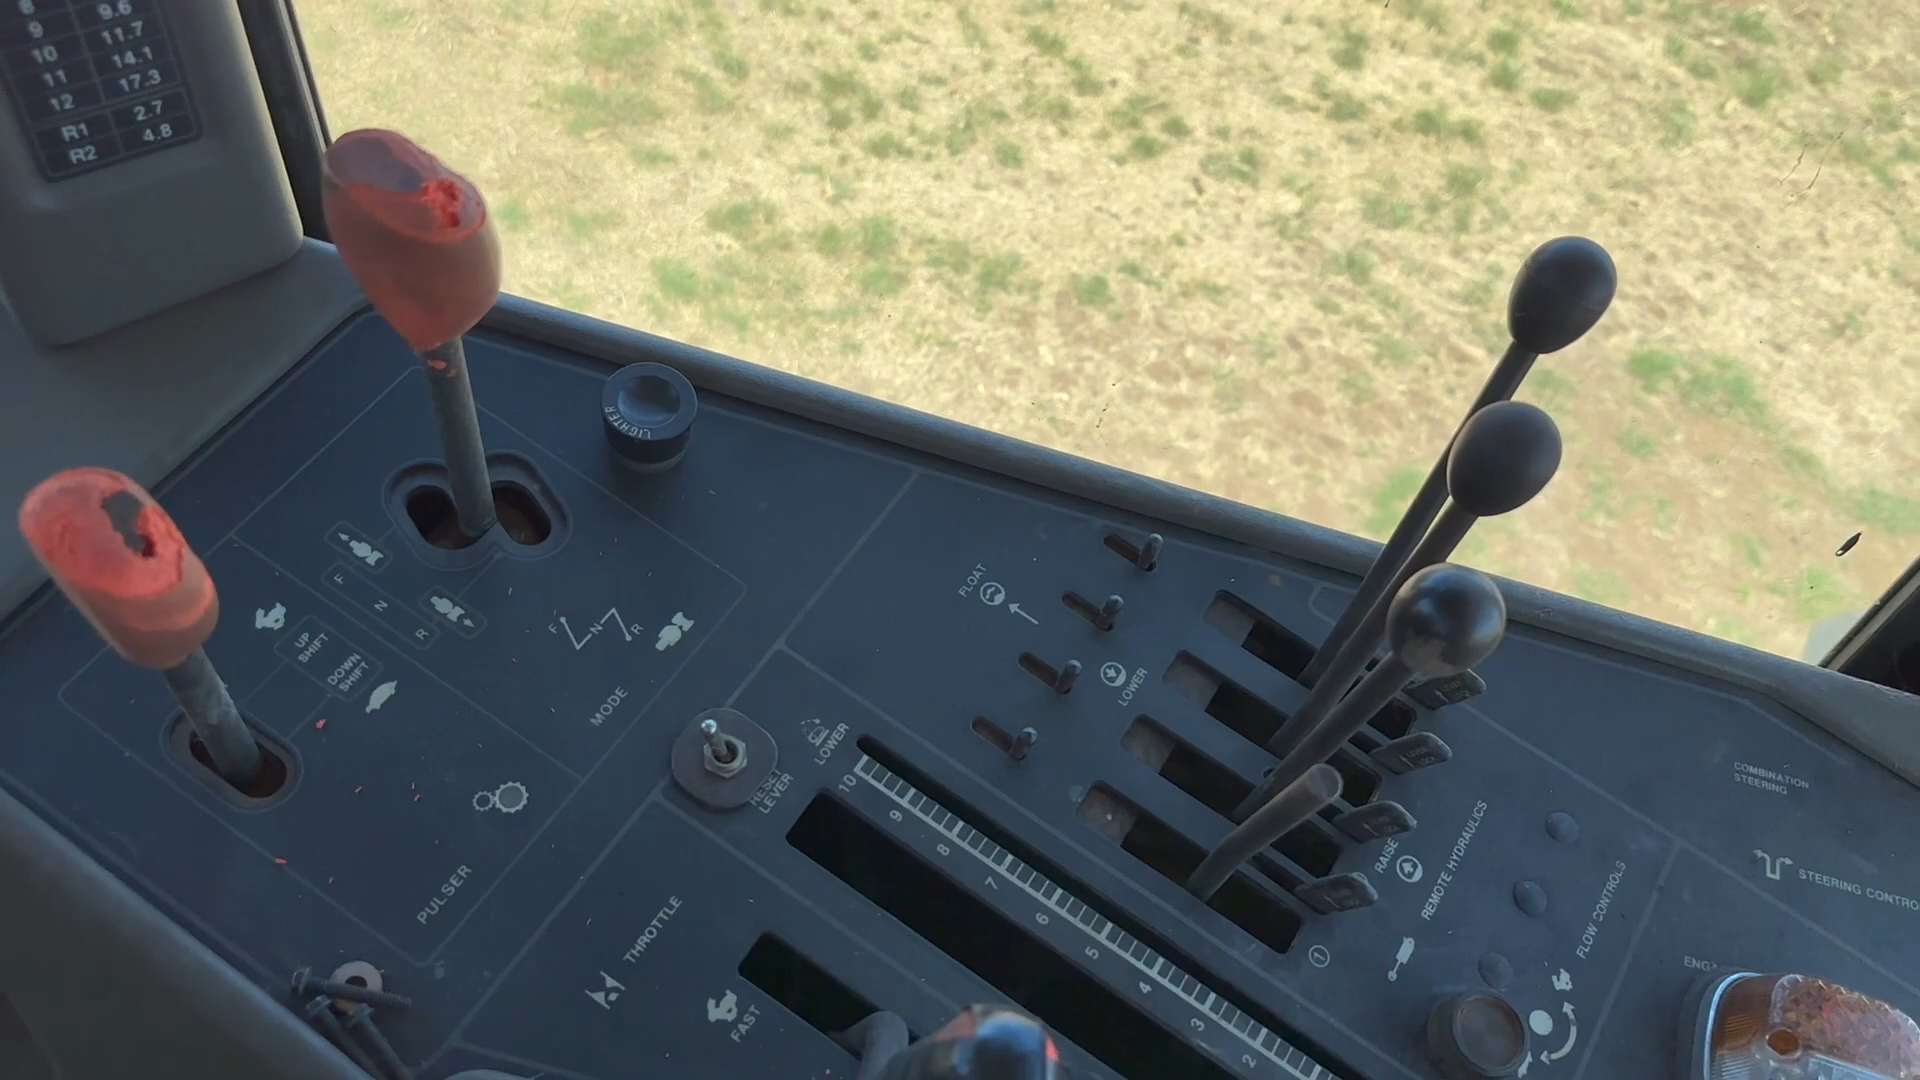 8 9.6
9 11.7
10 14.1
11 17.3
12
R1 2.7
R2 4.8
LIGHTER
F
N
R
UP
SHIFT
DOWN
SHIFT
F N R
MODE
PULSER
FLOAT
LOWER
LOWER
RESET
LEVER
10
9
8
7
6
5
4
3
2
THROTTLE
FAST
RAISE
REMOTE HYDRAULICS
1
FLOW CONTROLS
COMBINATION
STEERING
STEERING CONTRO